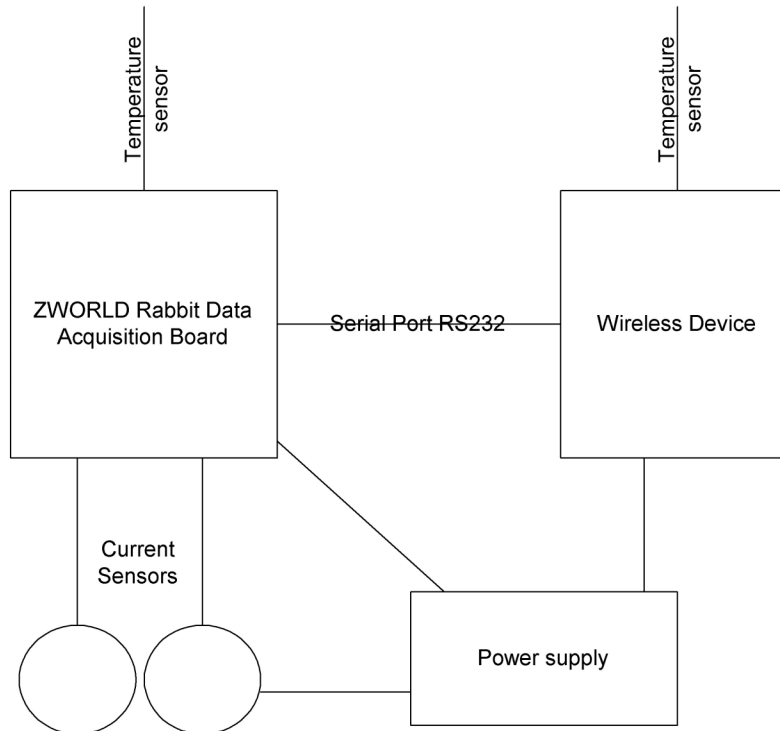 Temperature
sensor
Temperature
sensor
ZWORLD Rabbit Data
Acquisition Board
Serial Port RS232
Wireless Device
Current
Sensors
Power supply